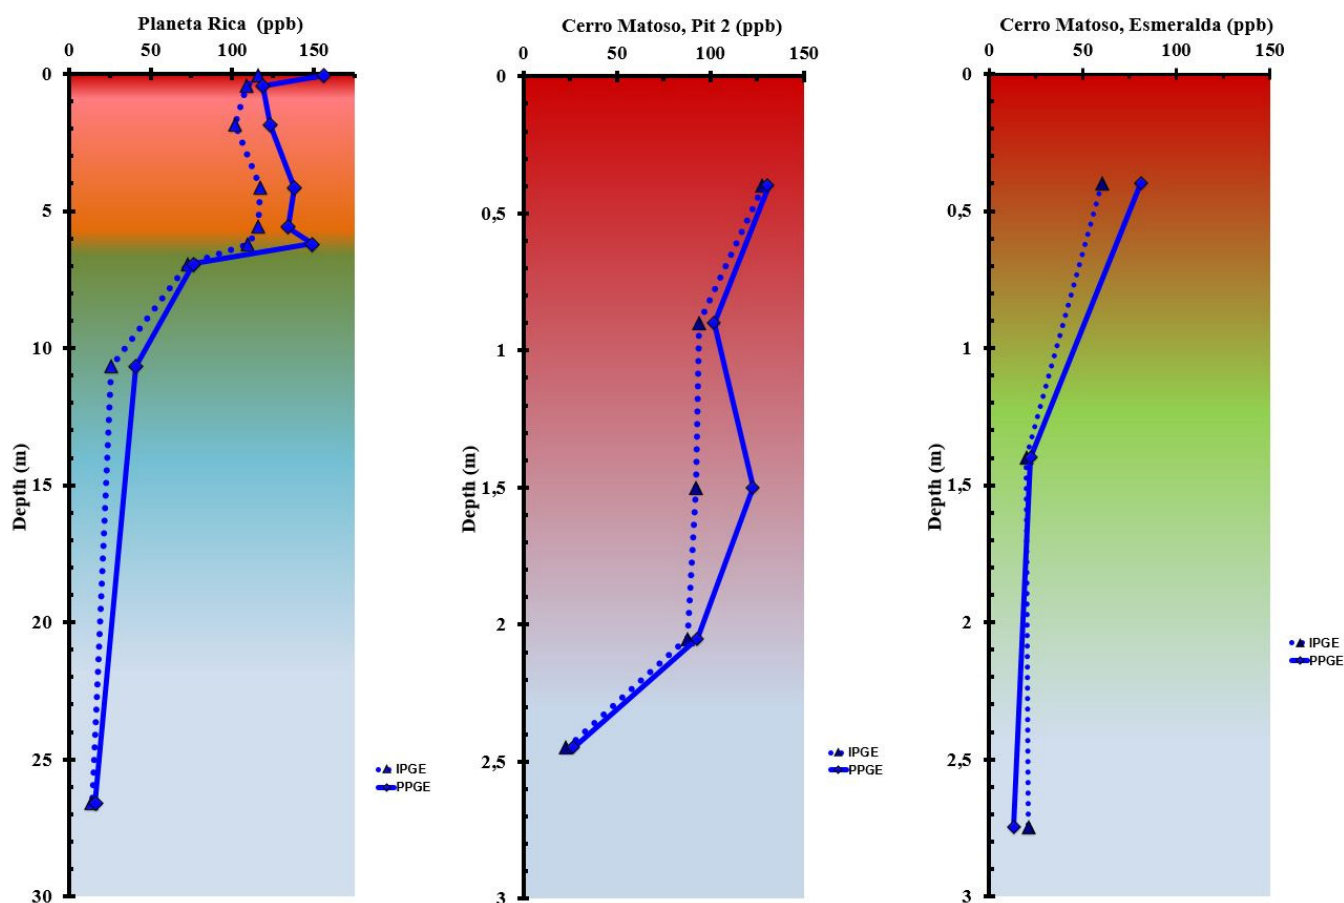 Planeta Rica (ppb)
0 50 100 150
0
5
10
15
20
25
30
Depth (m)
IPGE
PPGE
Cerro Matoso, Pit 2 (ppb)
0 50 100 150
0
0,5
1
1,5
2
2,5
3
Depth (m)
IPGE
PPGE
Cerro Matoso, Esmeralda (ppb)
0 50 100 150
0
0,5
1
1,5
2
2,5
3
Depth (m)
IPGE
PPGE